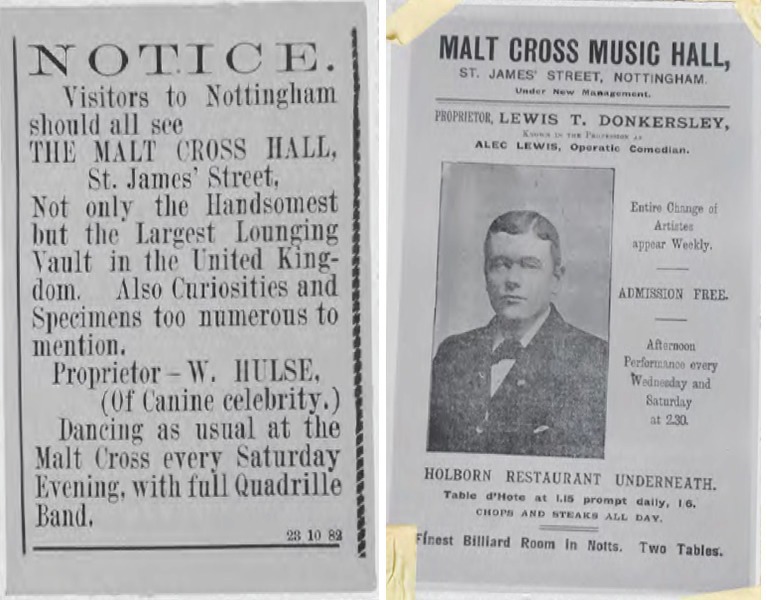 NOTICE.
Visitors to Nottingham
should all see
THE MALT CROSS HALL,
St. James' Street,
Not only the Handsomest
but the Largest Lounging
Vault in the United King-
dom. Also Curiosities and
Specimens too numerous to
mention.
Proprietor – W. HULSE,
(Of Canine celebrity.)
Dancing as usual at the
Malt Cross every Saturday
Evening, with full Quadrille
Band.
23 10 82
MALT CROSS MUSIC HALL,
ST. JAMES' STREET, NOTTINGHAM.
Under New Management.
PROPRIETOR, LEWIS T. DONKERSLEY,
KNOWN IN THE PROFESSION AS
ALEC LEWIS, Operatic Comedian.
Entire Change of
Artistes
appear Weekly.
ADMISSION FREE.
Afternoon
Performance every
Wednesday and
Saturday
at 2.30.
HOLBORN RESTAURANT UNDERNEATH.
Table d'Hote at 1.15 prompt daily, 1/6.
CHOPS AND STEAKS ALL DAY.
Finest Billiard Room in Notts. Two Tables.